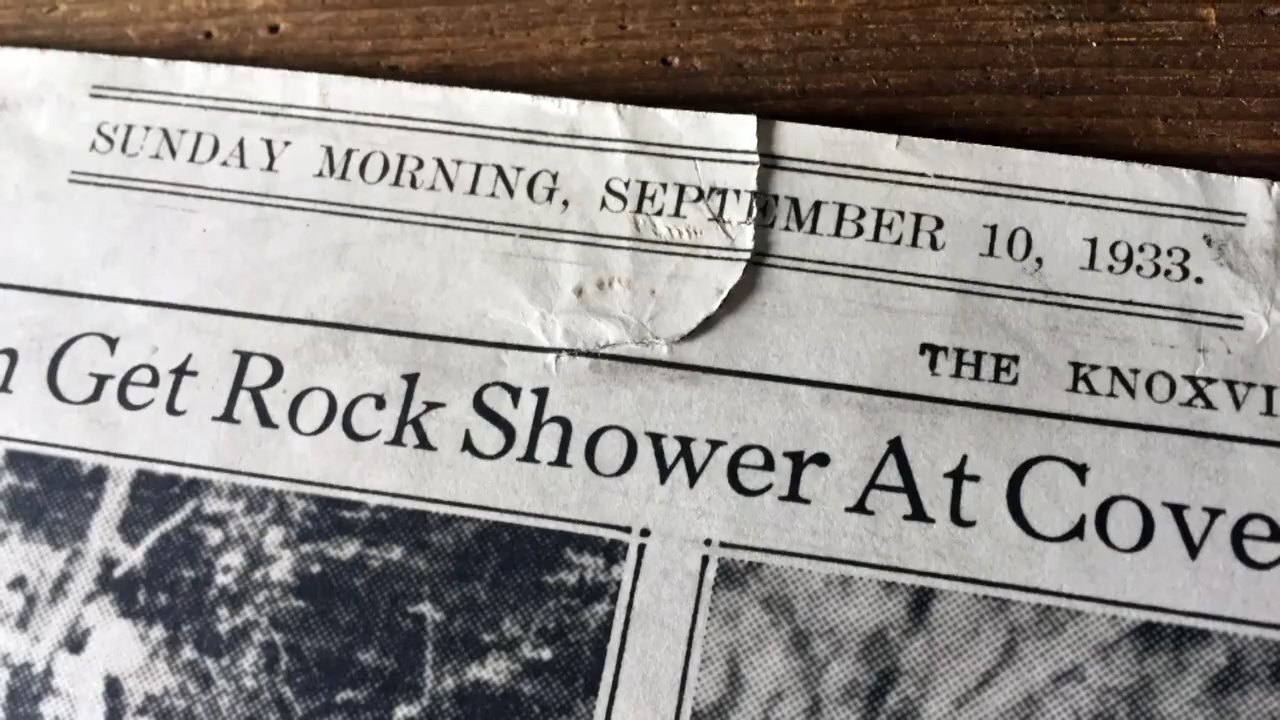 SUNDAY MORNING, SEPTEMBER 10, 1933.
THE KNOXVI
n Get Rock Shower At Cove